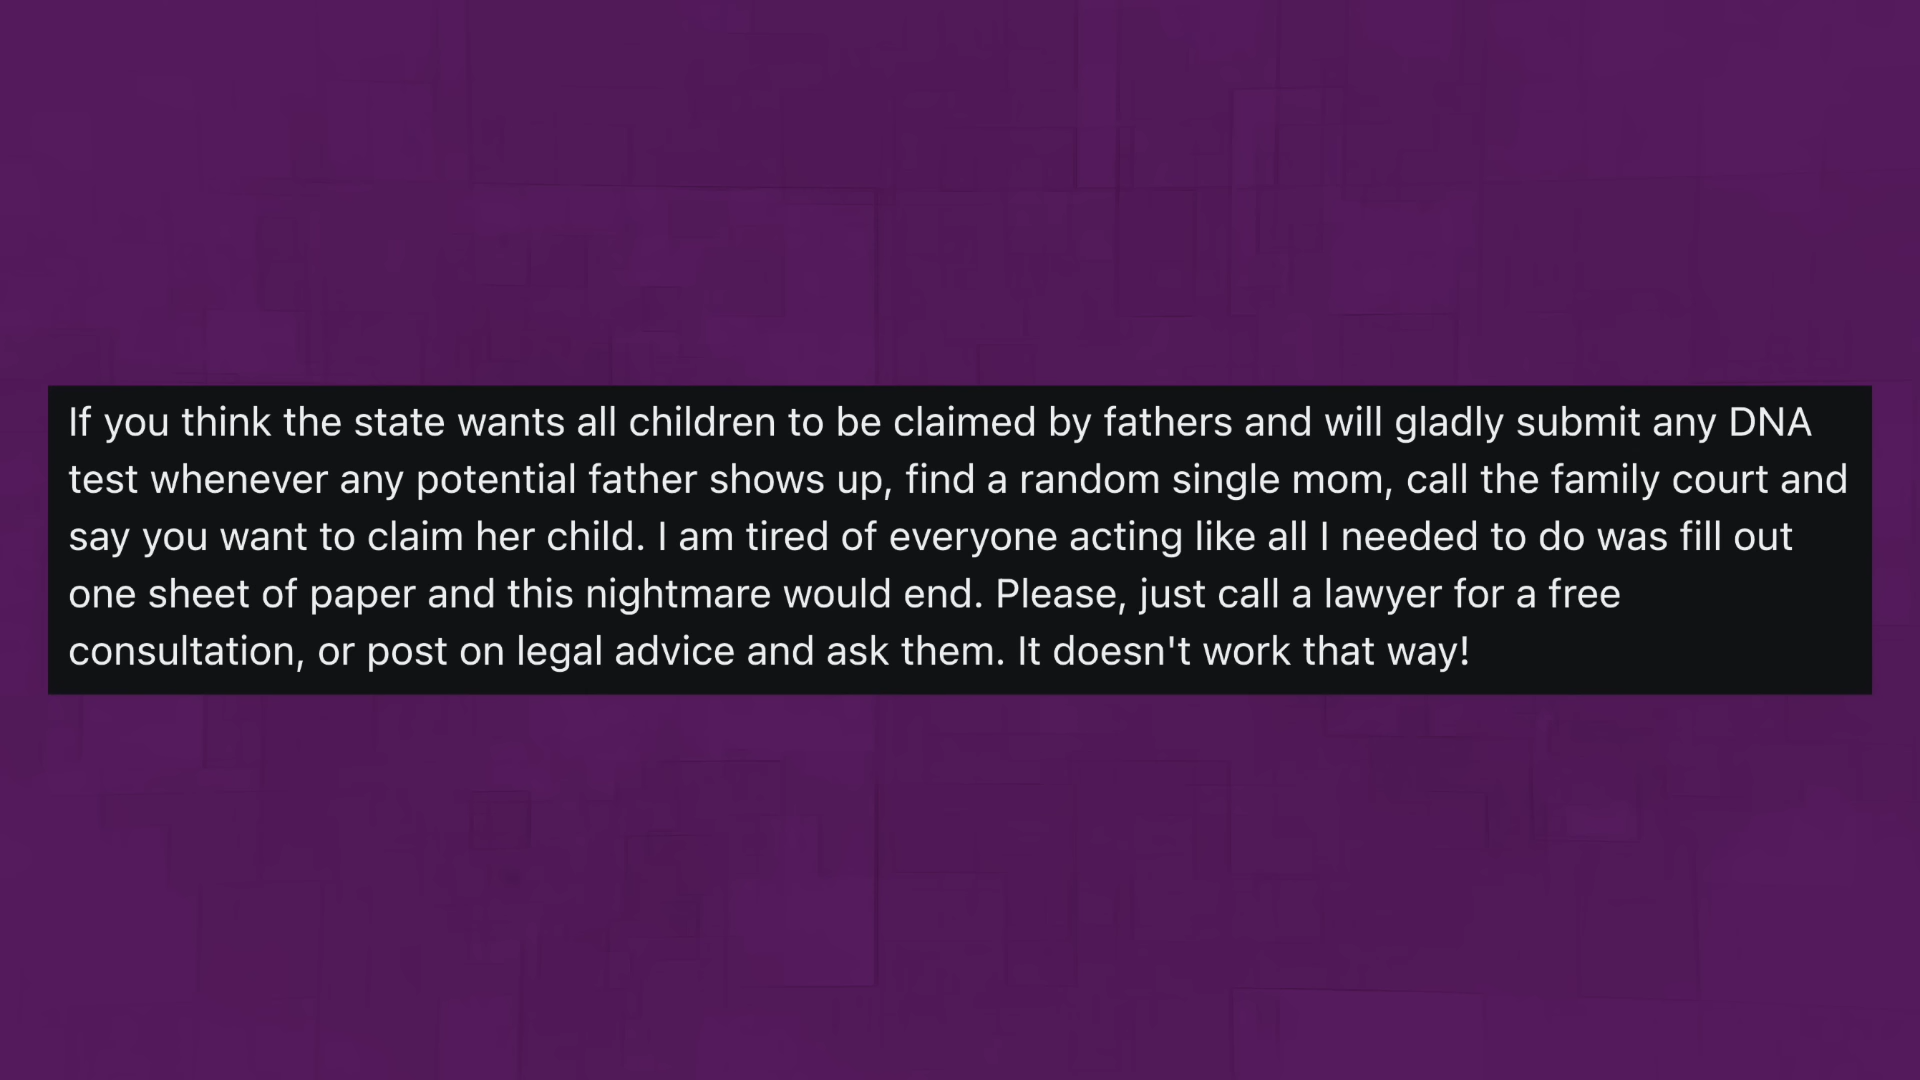 If you think the state wants all children to be claimed by fathers and will gladly submit any DNA
test whenever any potential father shows up, find a random single mom, call the family court and
say you want to claim her child. I am tired of everyone acting like all I needed to do was fill out
one sheet of paper and this nightmare would end. Please, just call a lawyer for a free
consultation, or post on legal advice and ask them. It doesn't work that way!